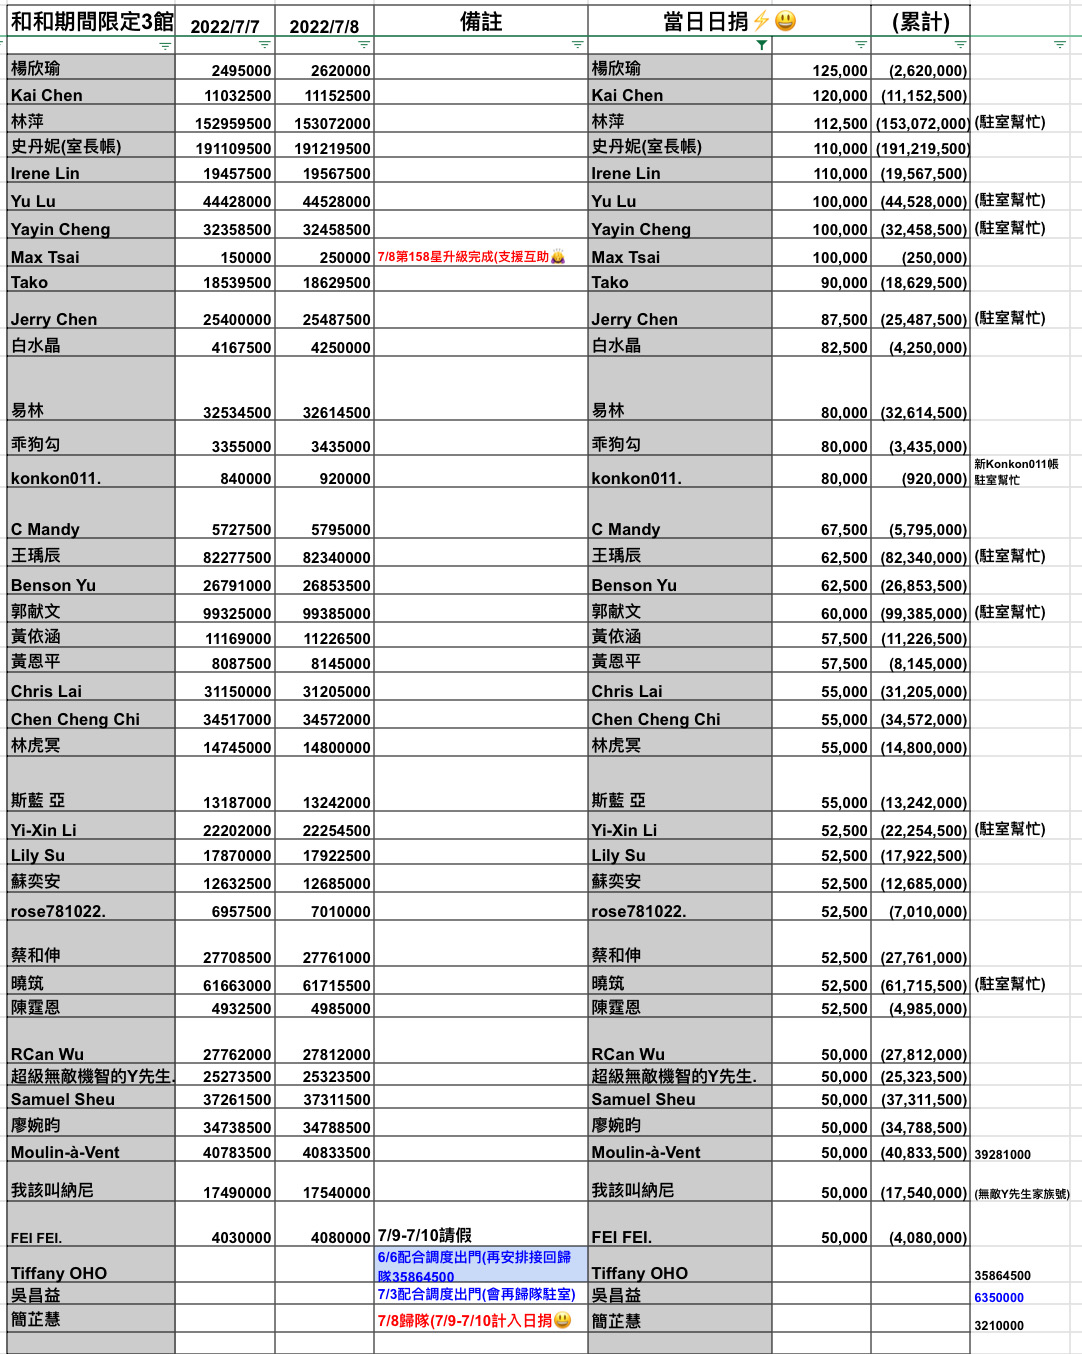 和和期間限定3館 2022/7/7 2022/7/8 備註 當日日捐⚡😃 (累計)
楊欣瑜 2495000 2620000 楊欣瑜 125,000 (2,620,000)
Kai Chen 11032500 11152500 Kai Chen 120,000 (11,152,500)
林萍 152959500 153072000 林萍 112,500 (153,072,000) (駐室幫忙)
史丹妮(室長帳) 191109500 191219500 史丹妮(室長帳) 110,000 (191,219,500)
Irene Lin 19457500 19567500 Irene Lin 110,000 (19,567,500)
Yu Lu 44428000 44528000 Yu Lu 100,000 (44,528,000) (駐室幫忙)
Yayin Cheng 32358500 32458500 Yayin Cheng 100,000 (32,458,500) (駐室幫忙)
Max Tsai 150000 250000 7/8第158星升級完成(支援互助🙇 Max Tsai 100,000 (250,000)
Tako 18539500 18629500 Tako 90,000 (18,629,500)
Jerry Chen 25400000 25487500 Jerry Chen 87,500 (25,487,500) (駐室幫忙)
白水晶 4167500 4250000 白水晶 82,500 (4,250,000)
易林 32534500 32614500 易林 80,000 (32,614,500)
乖狗勾 3355000 3435000 乖狗勾 80,000 (3,435,000)
konkon011. 840000 920000 konkon011. 80,000 (920,000) 新Konkon011帳
駐室幫忙
C Mandy 5727500 5795000 C Mandy 67,500 (5,795,000)
王瑀辰 82277500 82340000 王瑀辰 62,500 (82,340,000) (駐室幫忙)
Benson Yu 26791000 26853500 Benson Yu 62,500 (26,853,500)
郭献文 99325000 99385000 郭献文 60,000 (99,385,000) (駐室幫忙)
黃依涵 11169000 11226500 黃依涵 57,500 (11,226,500)
黃恩平 8087500 8145000 黃恩平 57,500 (8,145,000)
Chris Lai 31150000 31205000 Chris Lai 55,000 (31,205,000)
Chen Cheng Chi 34517000 34572000 Chen Cheng Chi 55,000 (34,572,000)
林虎冥 14745000 14800000 林虎冥 55,000 (14,800,000)
斯藍 亞 13187000 13242000 斯藍 亞 55,000 (13,242,000)
Yi-Xin Li 22202000 22254500 Yi-Xin Li 52,500 (22,254,500) (駐室幫忙)
Lily Su 17870000 17922500 Lily Su 52,500 (17,922,500)
蘇奕安 12632500 12685000 蘇奕安 52,500 (12,685,000)
rose781022. 6957500 7010000 rose781022. 52,500 (7,010,000)
蔡和伸 27708500 27761000 蔡和伸 52,500 (27,761,000)
曉筑 61663000 61715500 曉筑 52,500 (61,715,500) (駐室幫忙)
陳霆恩 4932500 4985000 陳霆恩 52,500 (4,985,000)
RCan Wu 27762000 27812000 RCan Wu 50,000 (27,812,000)
超級無敵機智的Y先生. 25273500 25323500 超級無敵機智的Y先生. 50,000 (25,323,500)
Samuel Sheu 37261500 37311500 Samuel Sheu 50,000 (37,311,500)
廖婉昀 34738500 34788500 廖婉昀 50,000 (34,788,500)
Moulin-à-Vent 40783500 40833500 Moulin-à-Vent 50,000 (40,833,500) 39281000
我該叫納尼 17490000 17540000 我該叫納尼 50,000 (17,540,000) (無敵Y先生家族號)
FEI FEI. 4030000 4080000 7/9-7/10請假 FEI FEI. 50,000 (4,080,000)
6/6配合調度出門(再安排接回歸
Tiffany OHO 隊35864500 Tiffany OHO 35864500
吳昌益 7/3配合調度出門(會再歸隊駐室) 吳昌益 6350000
簡芷慧 7/8歸隊(7/9-7/10計入日捐😃 簡芷慧 3210000